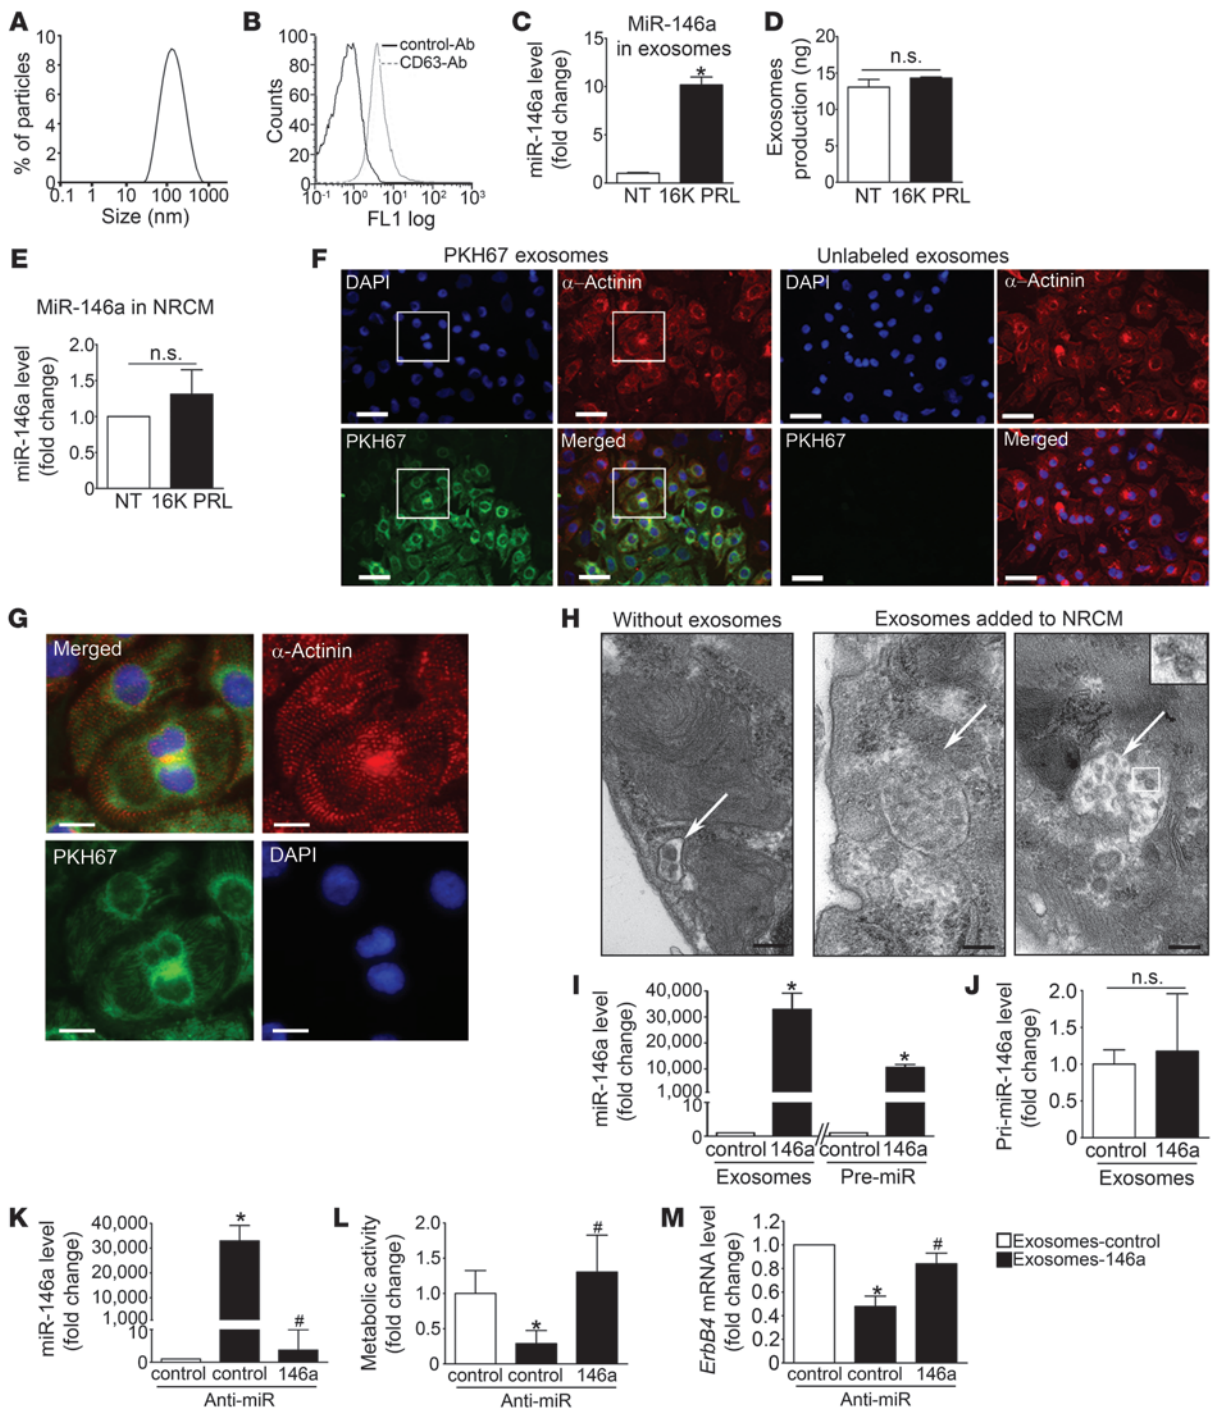 A
% of particles
10
8
6
4
2
0
0.1 1 10 100 1000
Size (nm)
B
Counts
100
80
60
40
20
0
10-1 100 101 102 103
FL1 log
control-Ab
CD63-Ab
C
MiR-146a
in exosomes
miR-146a level
(fold change)
15
10
5
0
*
NT 16K PRL
D
Exosomes
production (ng)
20
15
10
5
0
n.s.
NT 16K PRL
E
MiR-146a in NRCM
miR-146a level
(fold change)
2.0
1.5
1.0
0.5
0
n.s.
NT 16K PRL
F
PKH67 exosomes
Unlabeled exosomes
DAPI
α–Actinin
DAPI
α–Actinin
PKH67
Merged
PKH67
Merged
G
Merged
α-Actinin
PKH67
DAPI
H
Without exosomes
Exosomes added to NRCM
I
miR-146a level
(fold change)
40,000
30,000
20,000
10,000
1,000
10
0
*
*
control 146a control 146a
Exosomes Pre-miR
J
Pri-miR-146a level
(fold change)
2.0
1.5
1.0
0.5
0
n.s.
control 146a
Exosomes
K
miR-146a level
(fold change)
40,000
30,000
20,000
10,000
1,000
10
0
*
#
control control 146a
Anti-miR
L
Metabolic activity
(fold change)
2.0
1.5
1.0
0.5
0
*
#
control control 146a
Anti-miR
M
ErbB4 mRNA level
(fold change)
1.2
1.0
0.8
0.6
0.4
0.2
0
*
#
control control 146a
Anti-miR
Exosomes-control
Exosomes-146a